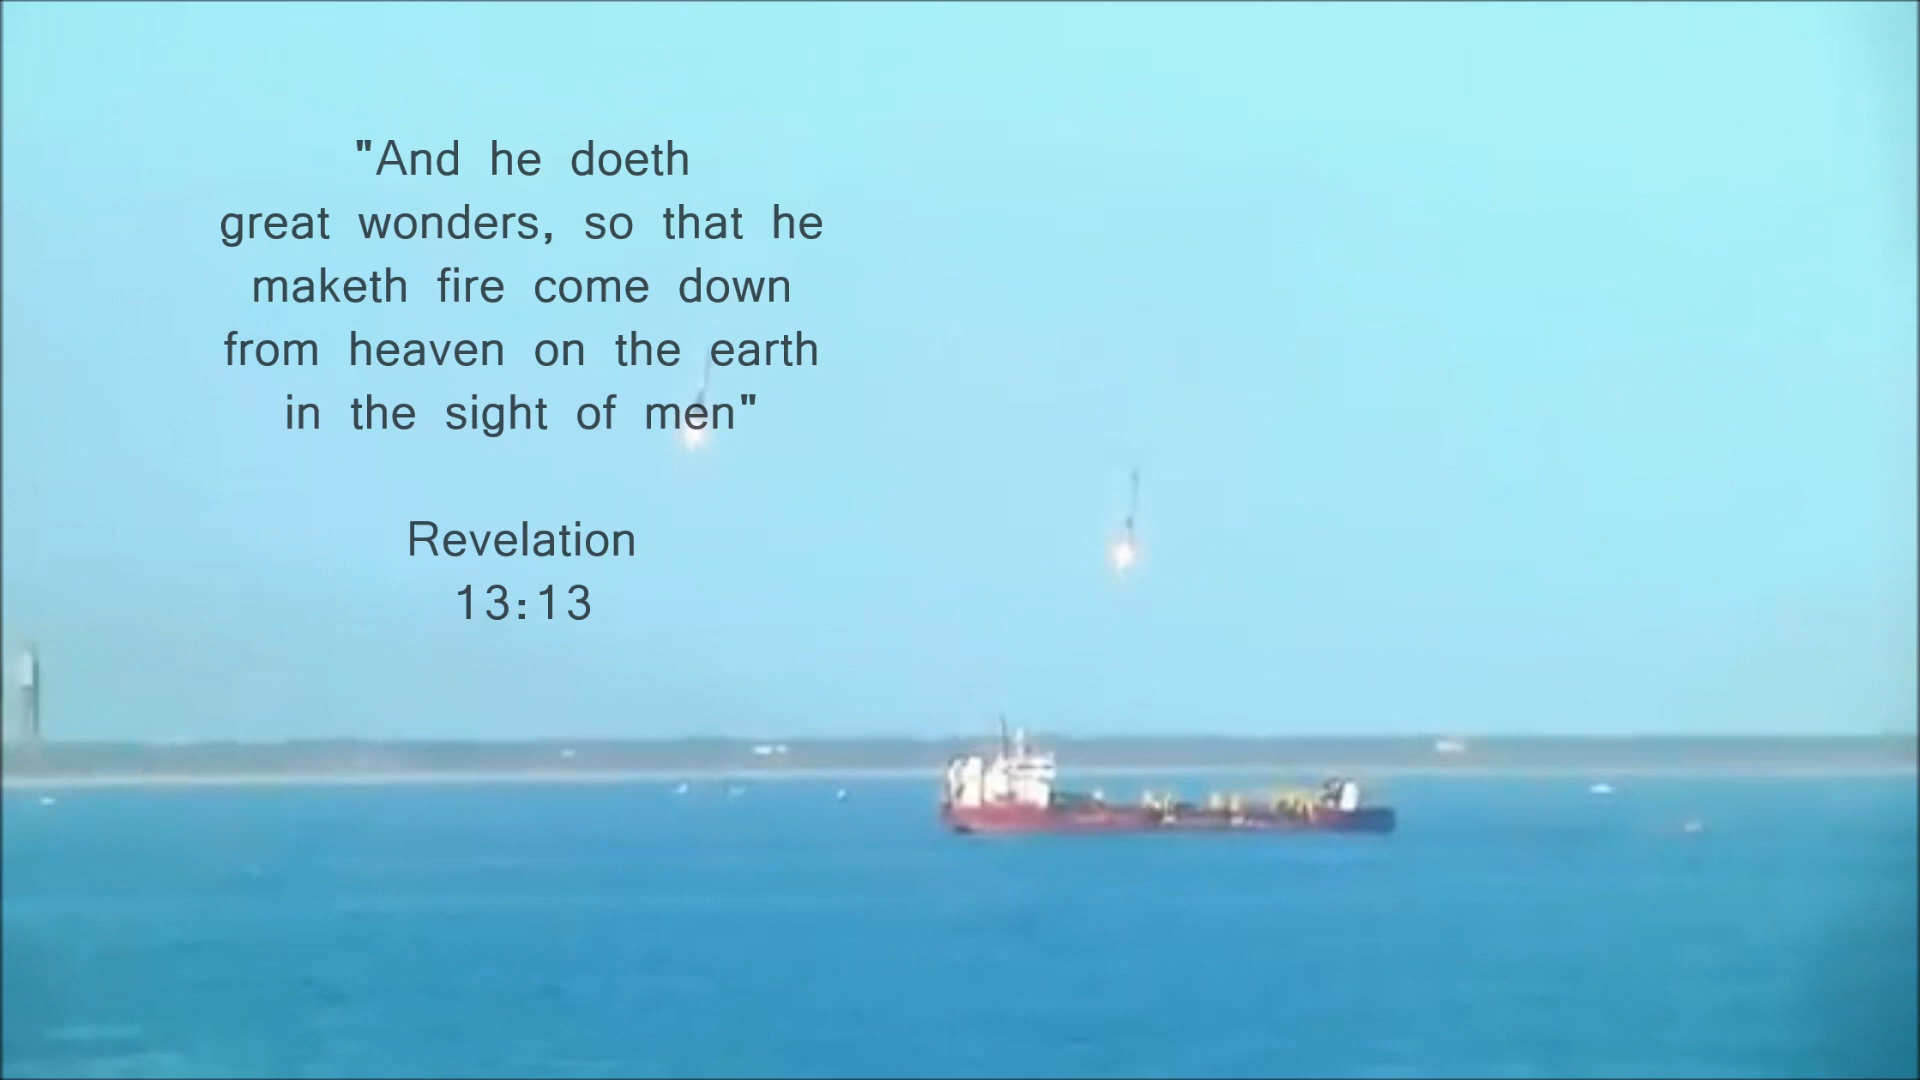 "And he doeth
great wonders, so that he
maketh fire come down
from heaven on the earth
in the sight of men"
Revelation
13:13